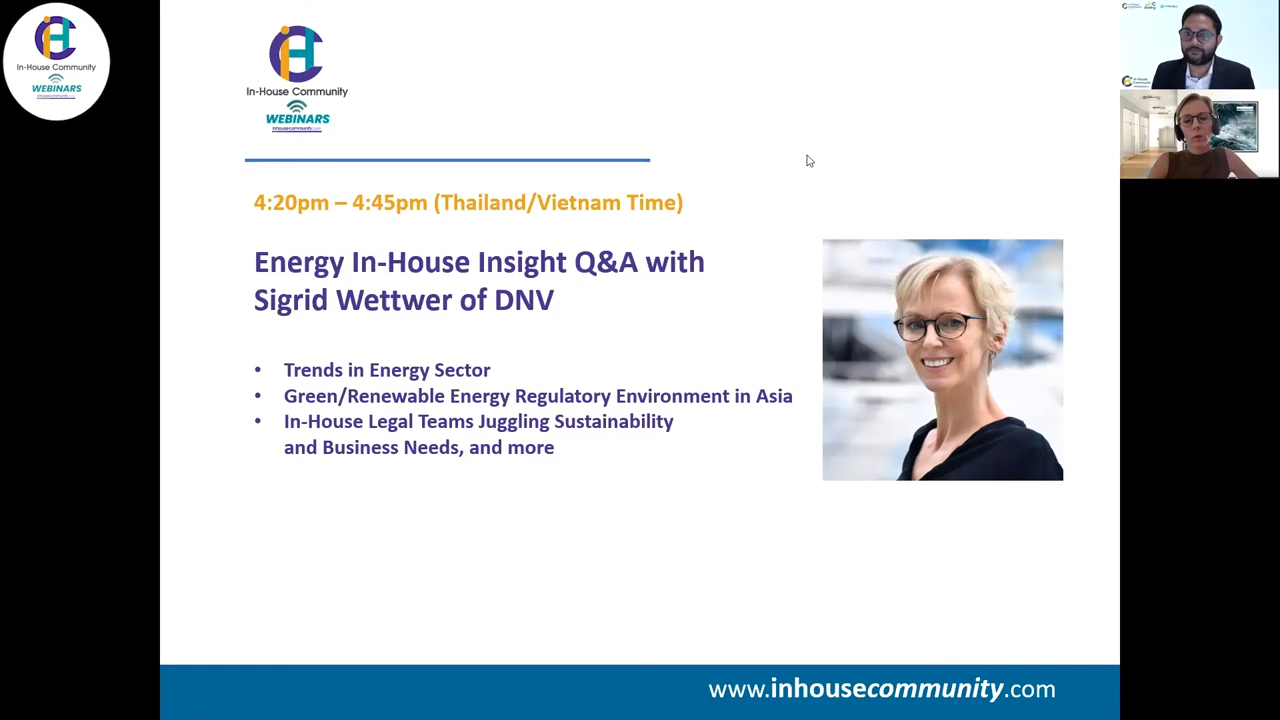 In-House Community
WEBINARS
In-House Community
WEBINARS
inhousecommunity.com
4:20pm – 4:45pm (Thailand/Vietnam Time)
Energy In-House Insight Q&A with
Sigrid Wettwer of DNV
• Trends in Energy Sector
• Green/Renewable Energy Regulatory Environment in Asia
• In-House Legal Teams Juggling Sustainability
and Business Needs, and more
www.inhousecommunity.com